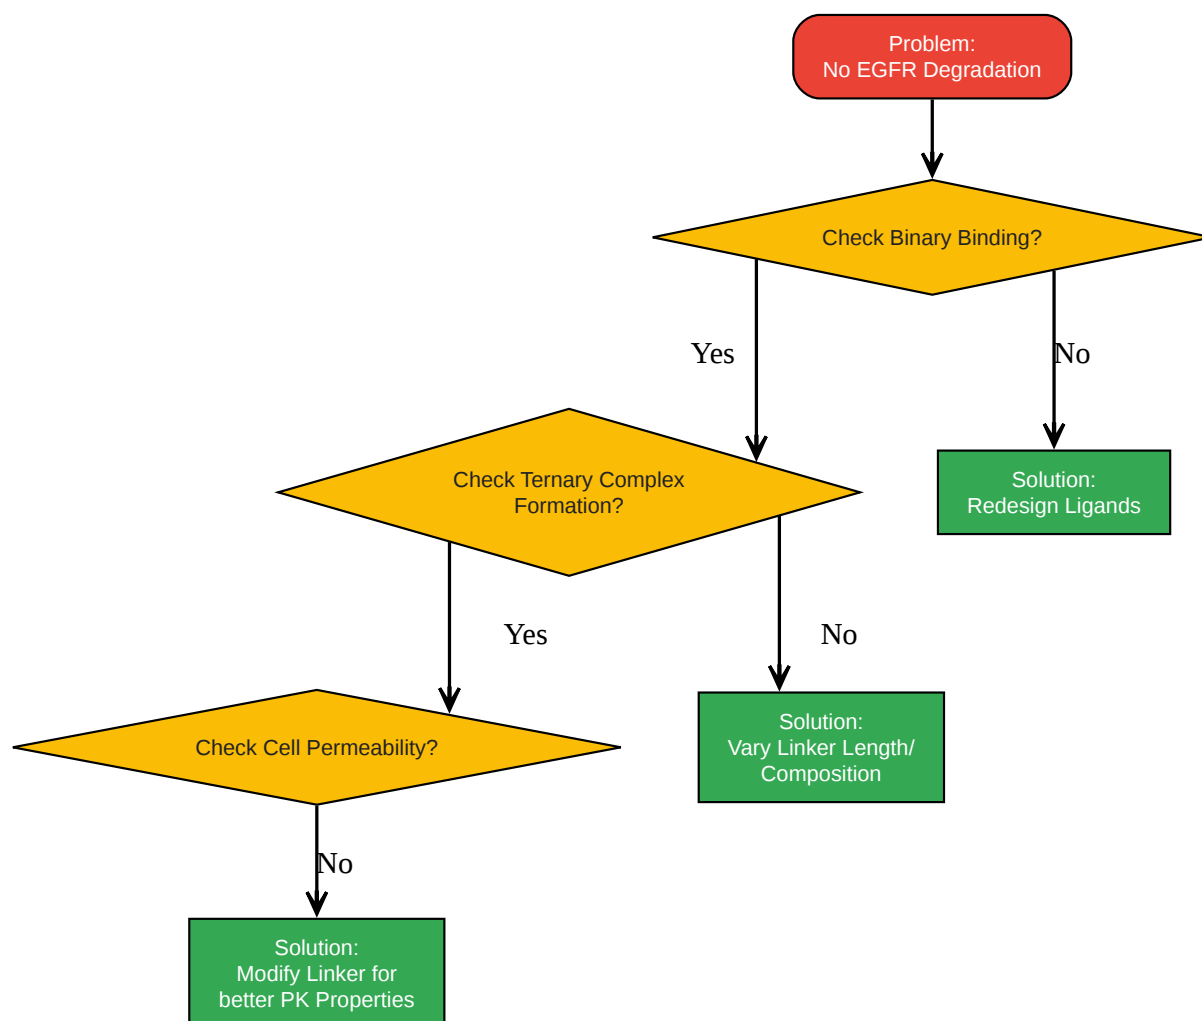 Problem:
No EGFR Degradation
Check Binary Binding?
Yes
No
Check Ternary Complex
Formation?
Solution:
Redesign Ligands
Yes
No
Check Cell Permeability?
Solution:
Vary Linker Length/
Composition
No
Solution:
Modify Linker for
better PK Properties